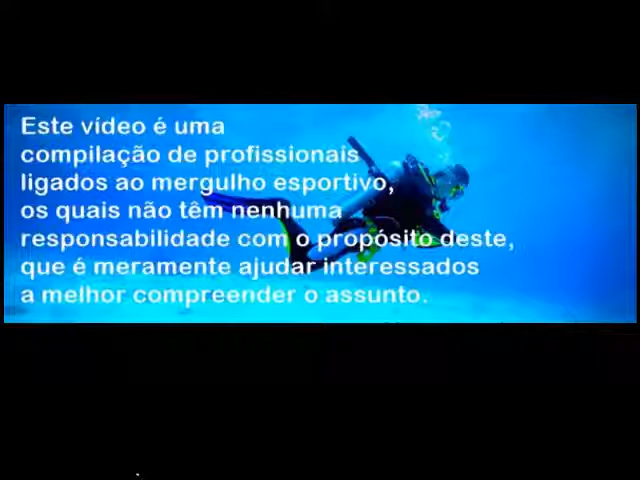 Este vídeo é uma
compilação de profissionais
ligados ao mergulho esportivo,
os quais não têm nenhuma
responsabilidade com o propósito deste,
que é meramente ajudar interessados
a melhor compreender o assunto.